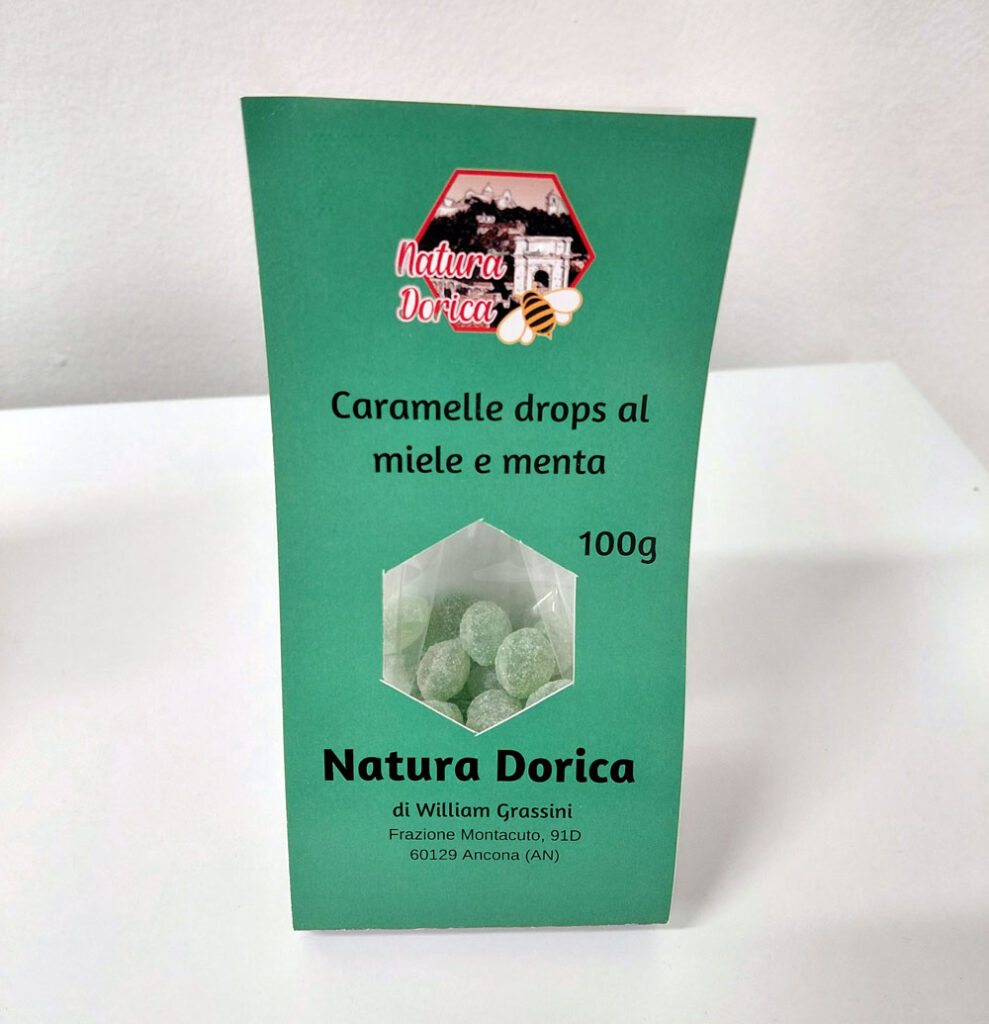 Natura
Dorica
Caramelle drops al
miele e menta
100g
Natura Dorica
di William Grassini
Frazione Montacuto, 91D
60129 Ancona (AN)